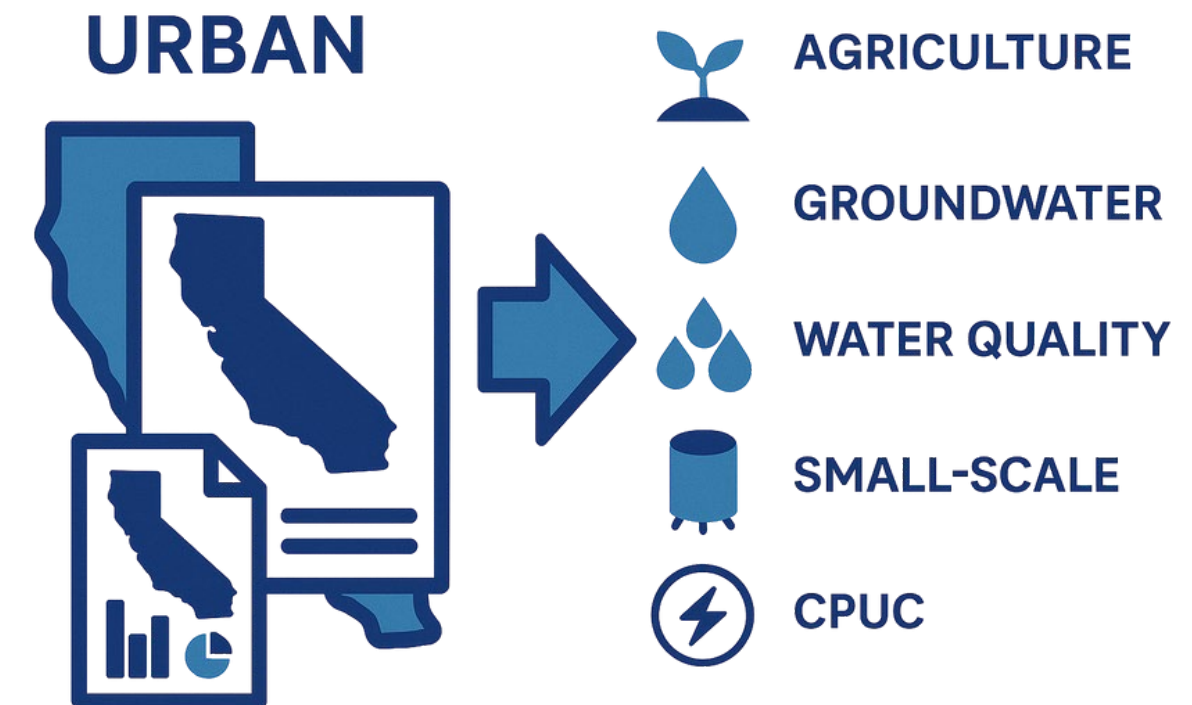 URBAN
AGRICULTURE
GROUNDWATER
WATER QUALITY
SMALL-SCALE
CPUC